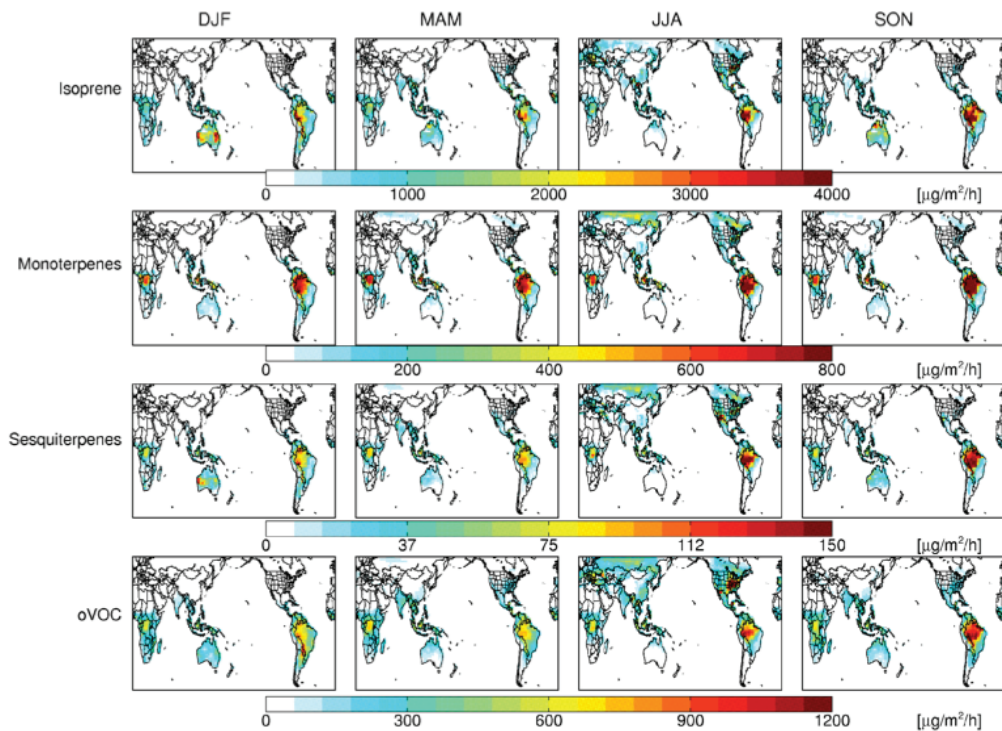 DJF MAM JJA SON
Isoprene
0 1000 2000 3000 4000 [μg/m²/h]
Monoterpenes
0 200 400 600 800 [μg/m²/h]
Sesquiterpenes
0 37 75 112 150 [μg/m²/h]
oVOC
0 300 600 900 1200 [μg/m²/h]